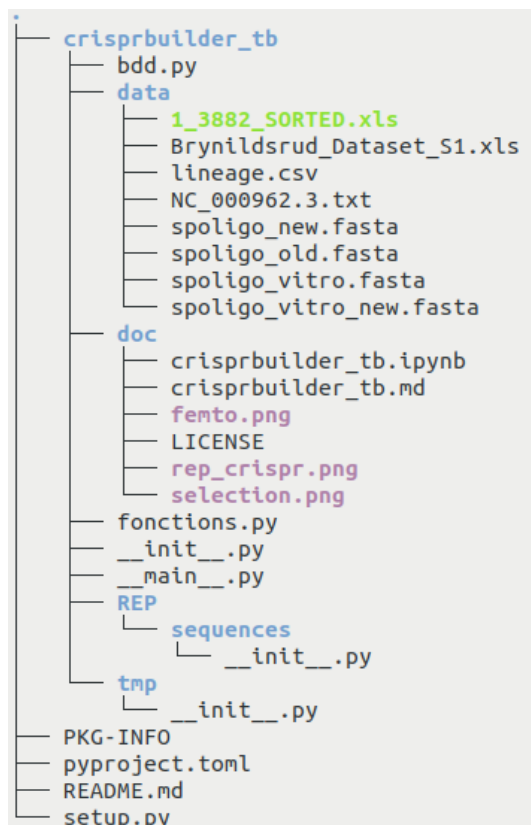 .
├── crisprbuilder_tb
│   ├── bdd.py
│   ├── data
│   │   ├── 1_3882_SORTED.xls
│   │   ├── Brynildsrud_Dataset_S1.xls
│   │   ├── lineage.csv
│   │   ├── NC_000962.3.txt
│   │   ├── spoligo_new.fasta
│   │   ├── spoligo_old.fasta
│   │   ├── spoligo_vitro.fasta
│   │   └── spoligo_vitro_new.fasta
│   ├── doc
│   │   ├── crisprbuilder_tb.ipynb
│   │   ├── crisprbuilder_tb.md
│   │   ├── femto.png
│   │   ├── LICENSE
│   │   ├── rep_crispr.png
│   │   └── selection.png
│   ├── fonctions.py
│   ├── __init__.py
│   ├── __main__.py
│   ├── REP
│   │   └── sequences
│   │       └── __init__.py
│   └── tmp
│       └── __init__.py
├── PKG-INFO
├── pyproject.toml
├── README.md
└── setup.py